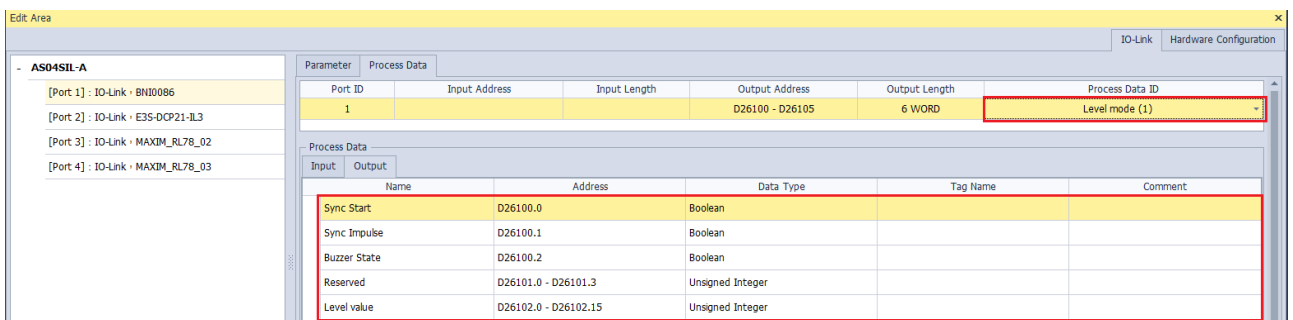 Edit Area ×
IO-Link Hardware Configuration
- AS04SIL-A
[Port 1] : IO-Link , BNI0086
[Port 2] : IO-Link , E3S-DCP21-IL3
[Port 3] : IO-Link , MAXIM_RL78_02
[Port 4] : IO-Link , MAXIM_RL78_03
Parameter Process Data
Port ID Input Address Input Length Output Address Output Length Process Data ID
1 D26100 - D26105 6 WORD Level mode (1)
Process Data
Input Output
Name Address Data Type Tag Name Comment
Sync Start D26100.0 Boolean
Sync Impulse D26100.1 Boolean
Buzzer State D26100.2 Boolean
Reserved D26101.0 - D26101.3 Unsigned Integer
Level value D26102.0 - D26102.15 Unsigned Integer